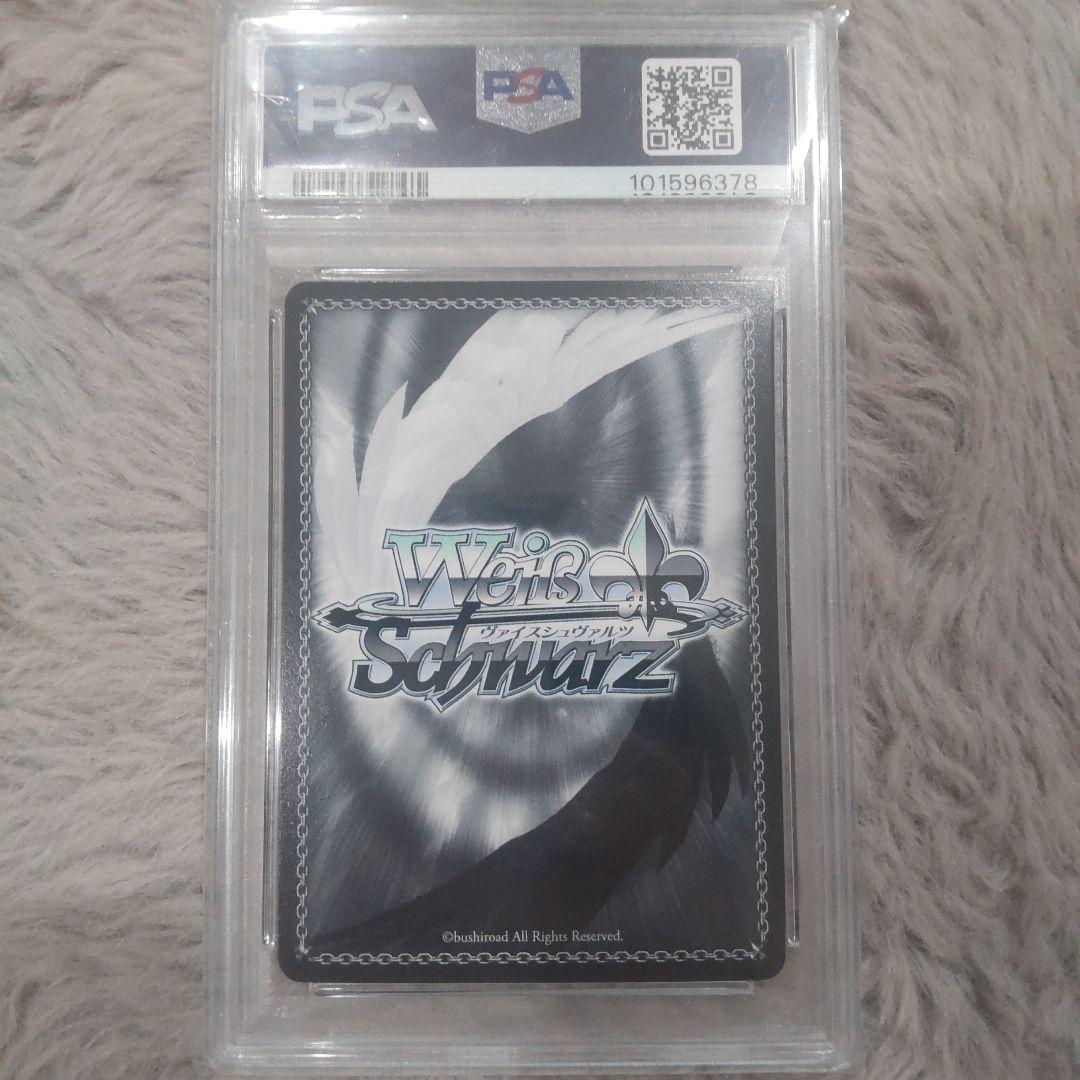 PSA PSA
101596378
Weiß
ヴァイスシュヴァルツ
Schwarz
©bushiroad All Rights Reserved.